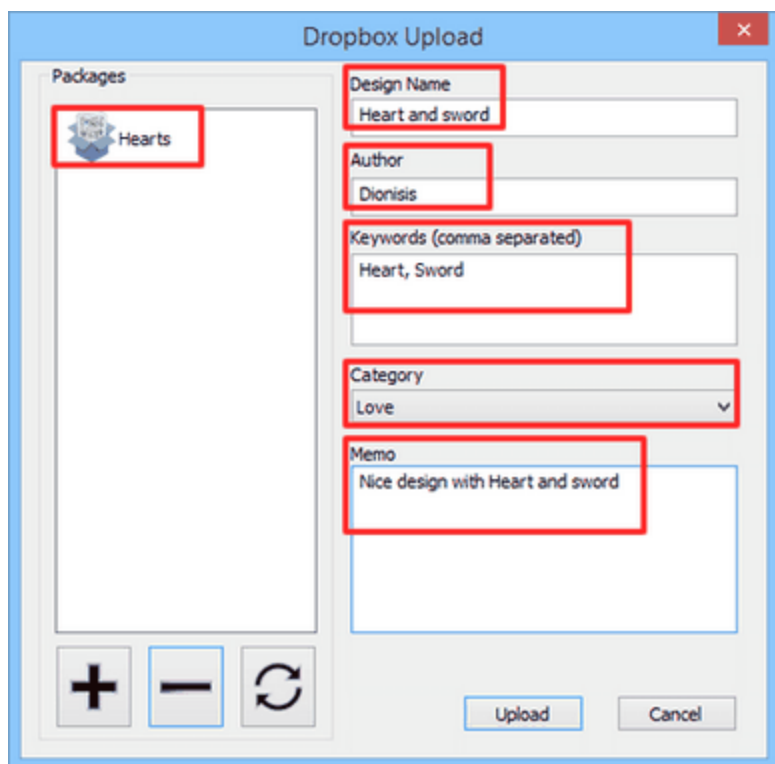 Dropbox Upload
Packages
Hearts
Design Name
Heart and sword
Author
Dionisis
Keywords (comma separated)
Heart, Sword
Category
Love
Memo
Nice design with Heart and sword
Upload
Cancel